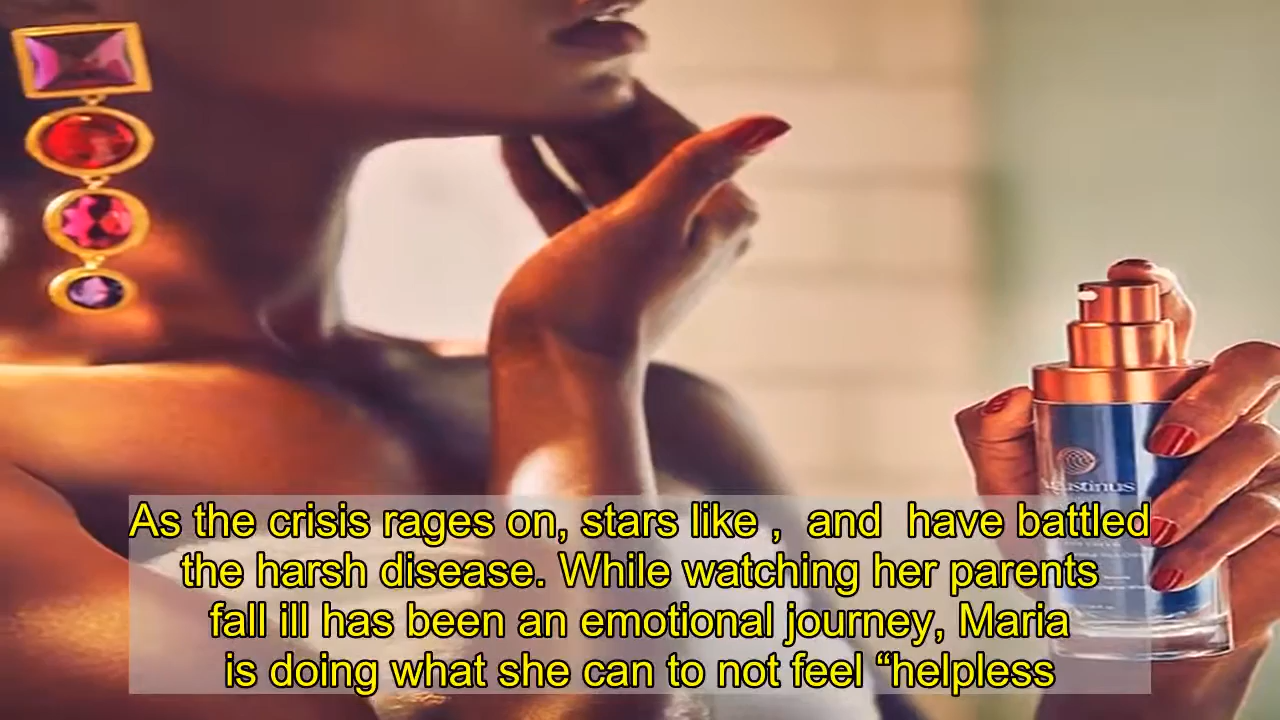 As the crisis rages on, stars like ,  and  have battled
the harsh disease. While watching her parents
fall ill has been an emotional journey, Maria
is doing what she can to not feel “helpless